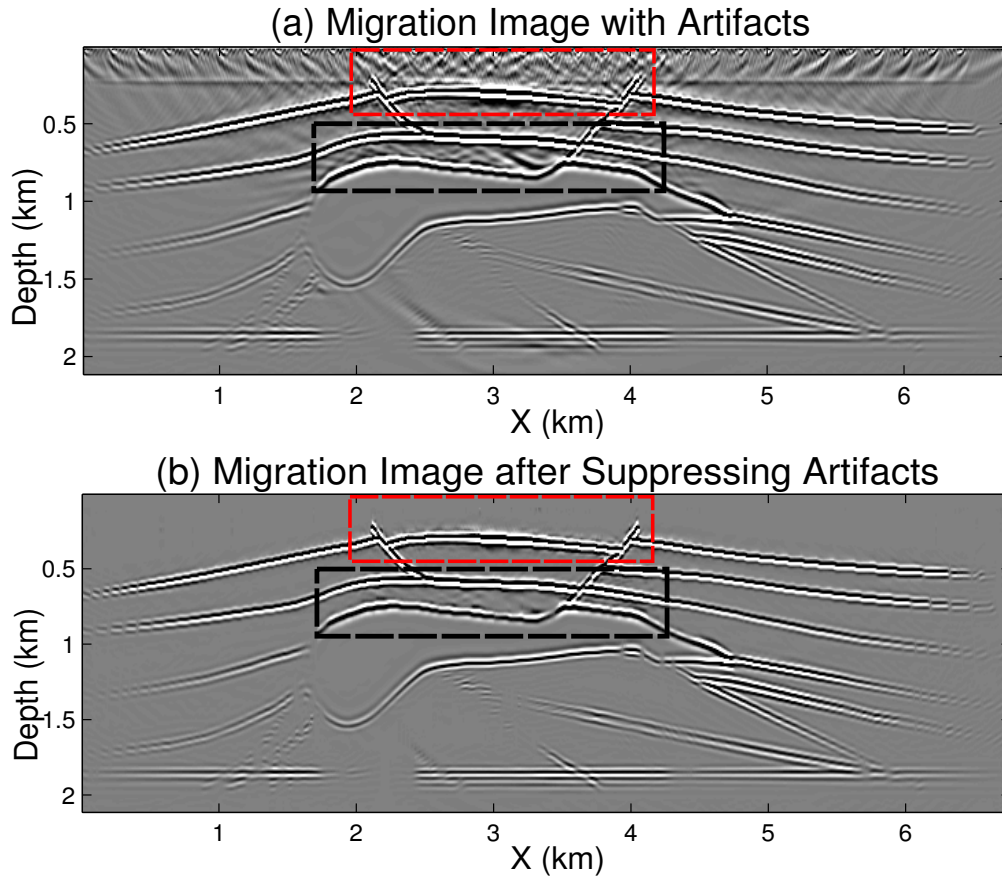 (a) Migration Image with Artifacts
0.5
1
1.5
2
Depth (km)
1 2 3 4 5 6
X (km)
(b) Migration Image after Suppressing Artifacts
0.5
1
1.5
2
Depth (km)
1 2 3 4 5 6
X (km)